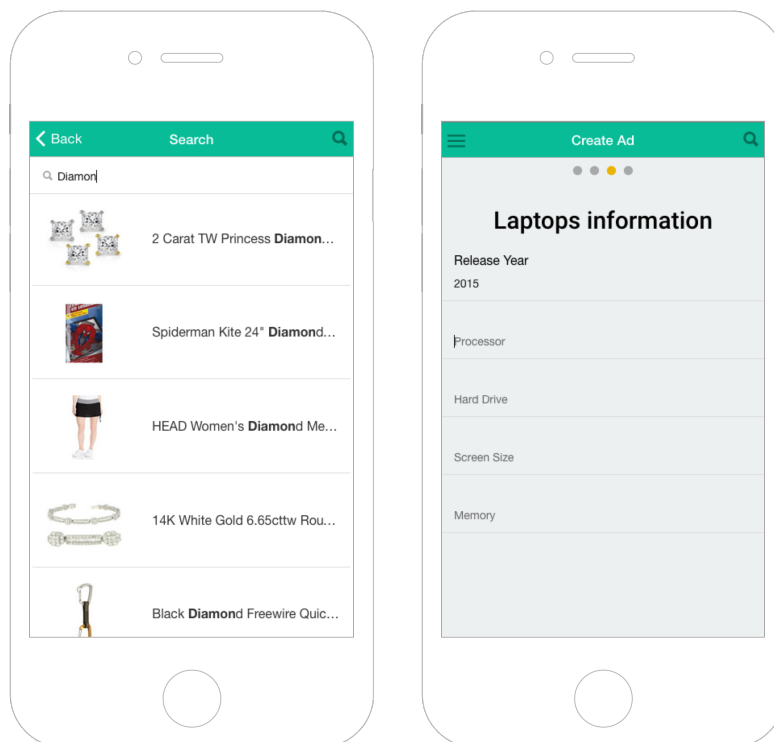 Back
Search
Diamon
2 Carat TW Princess Diamon...
Spiderman Kite 24" Diamond...
HEAD Women's Diamond Me...
14K White Gold 6.65cttw Rou...
Black Diamond Freewire Quic...
Create Ad
Laptops information
Release Year
2015
Processor
Hard Drive
Screen Size
Memory